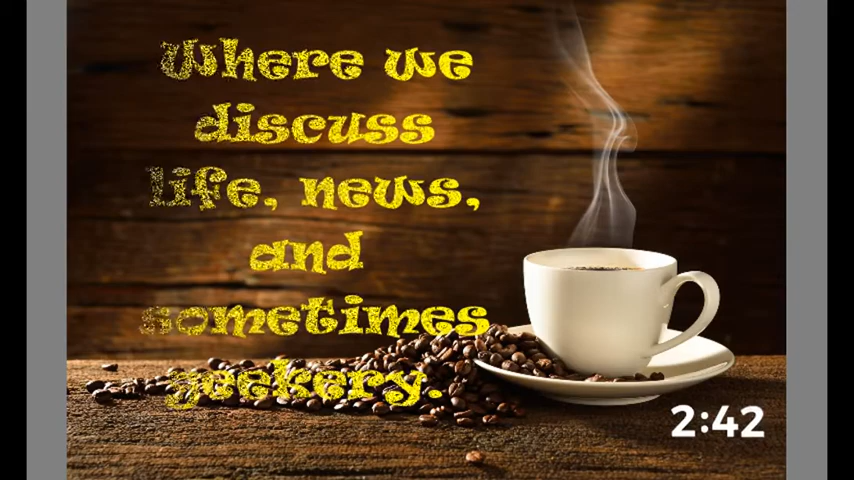 Where we
discuss
life, news,
and
sometimes
geekery.
2:42